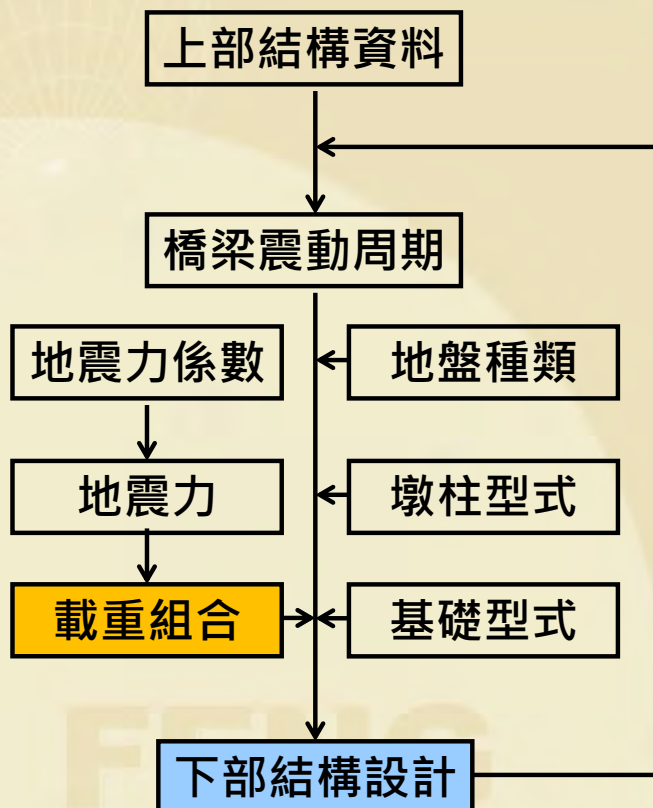 上部結構資料
橋梁震動周期
地震力係數
地盤種類
地震力
墩柱型式
載重組合
基礎型式
下部結構設計